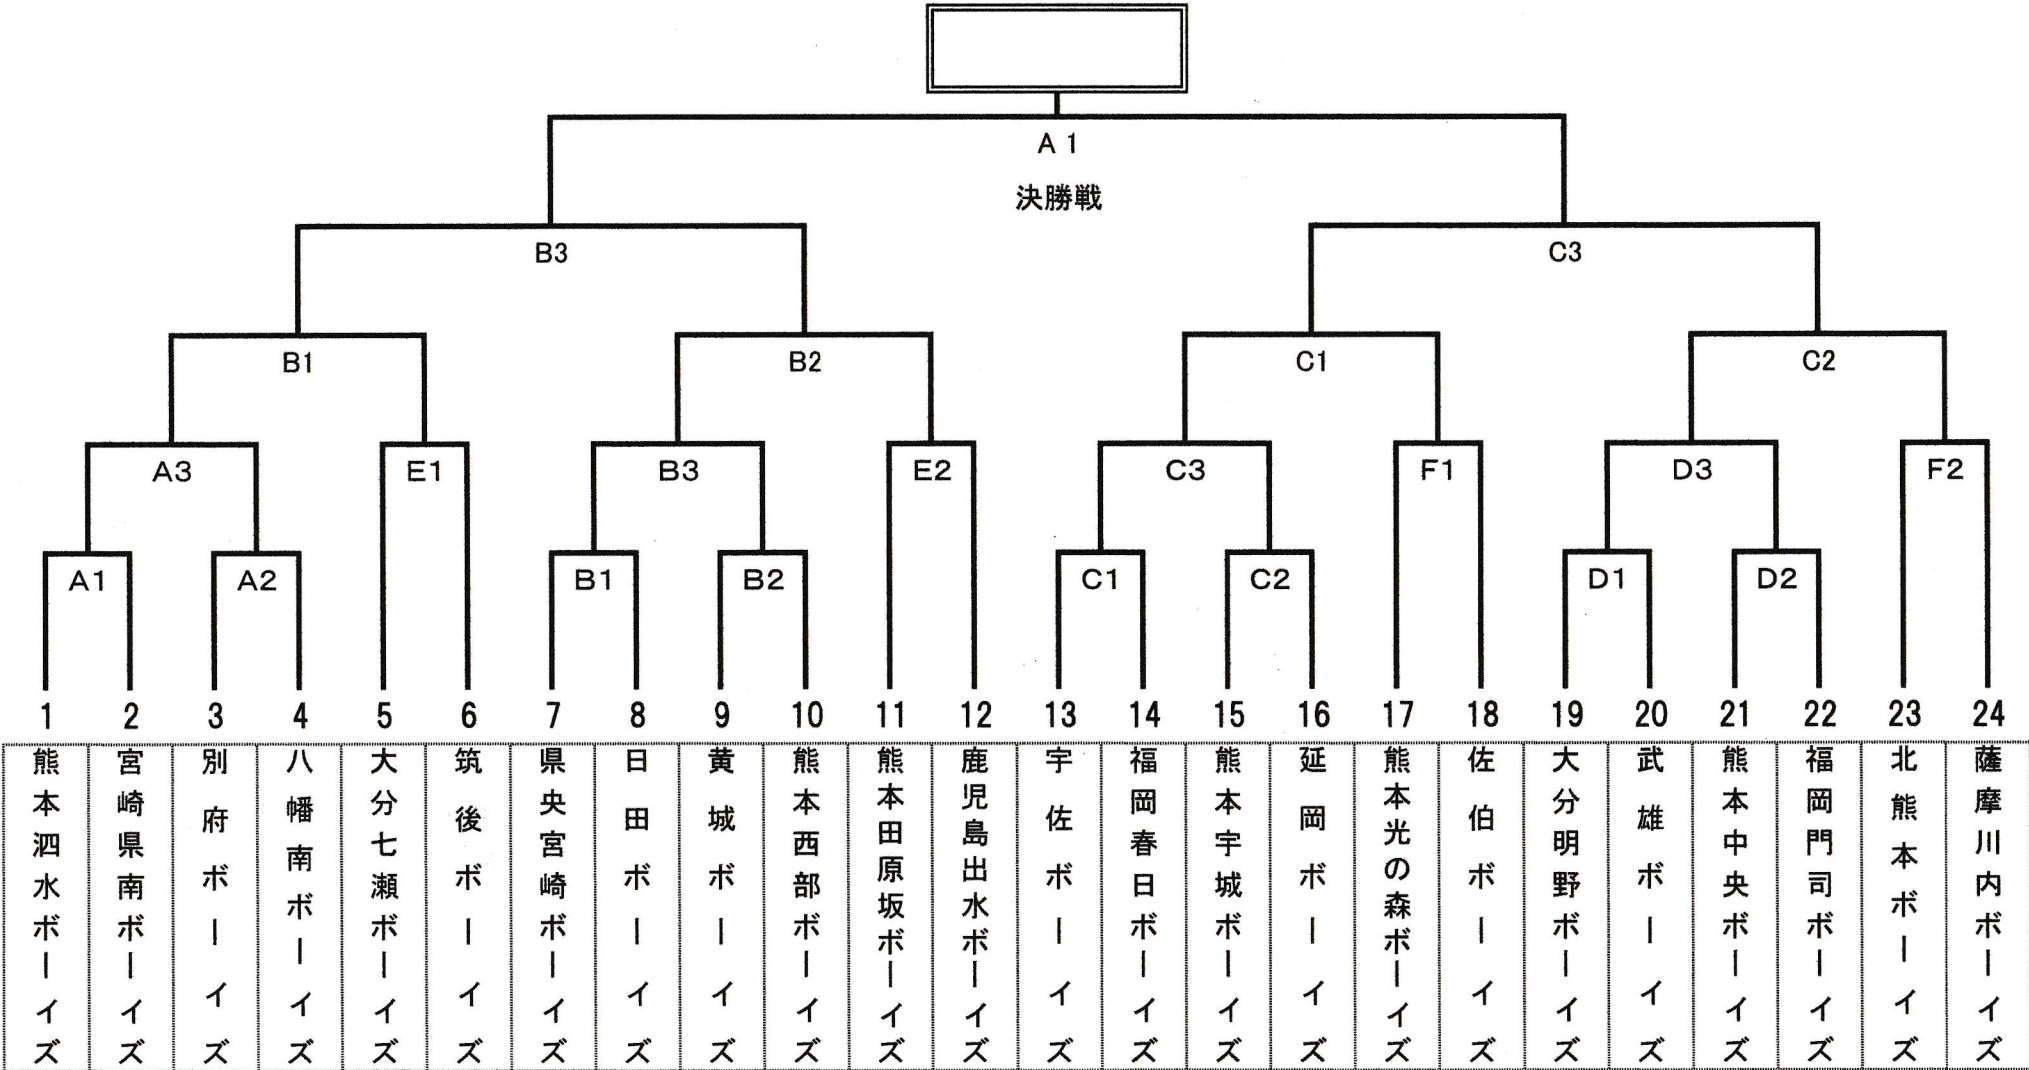 A 1
決勝戦
B3 C3
B1 B2 C1 C2
A3 E1 B3 E2 C3 F1 D3 F2
A1 A2 B1 B2 C1 C2 D1 D2
1 2 3 4 5 6 7 8 9 10 11 12 13 14 15 16 17 18 19 20 21 22 23 24
熊本泗水ボーイズ
宮崎県南ボーイズ
別府ボーイズ
八幡南ボーイズ
大分七瀬ボーイズ
筑後ボーイズ
県央宮崎ボーイズ
日田ボーイズ
黄城ボーイズ
熊本西部ボーイズ
熊本田原坂ボーイズ
鹿児島出水ボーイズ
宇佐ボーイズ
福岡春日ボーイズ
熊本宇城ボーイズ
延岡ボーイズ
熊本光の森ボーイズ
佐伯ボーイズ
大分明野ボーイズ
武雄ボーイズ
熊本中央ボーイズ
福岡門司ボーイズ
北熊本ボーイズ
薩摩川内ボーイズ